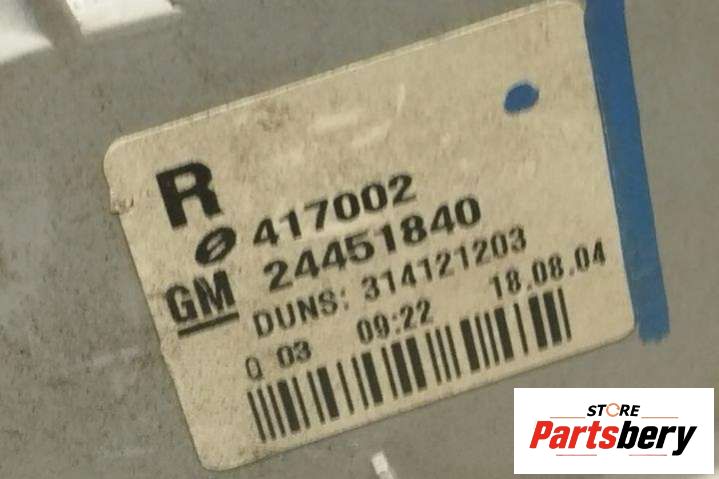 R
417002
GM 24451840
DUNS: 314121203
Q 03 09:22 18.08.04
STORE
Partsbery